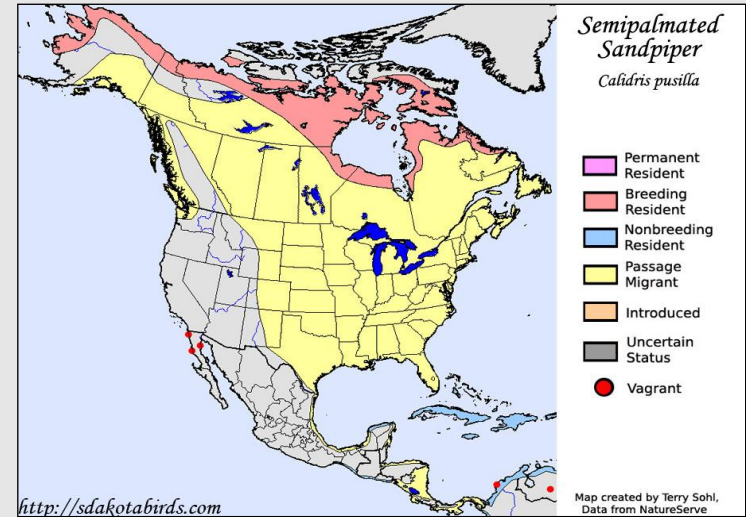 Semipalmated
Sandpiper
Calidris pusilla
Permanent
Resident
Breeding
Resident
Nonbreeding
Resident
Passage
Migrant
Introduced
Uncertain
Status
Vagrant
http://sdakotabirds.com
Map created by Terry Sohl,
Data from NatureServe